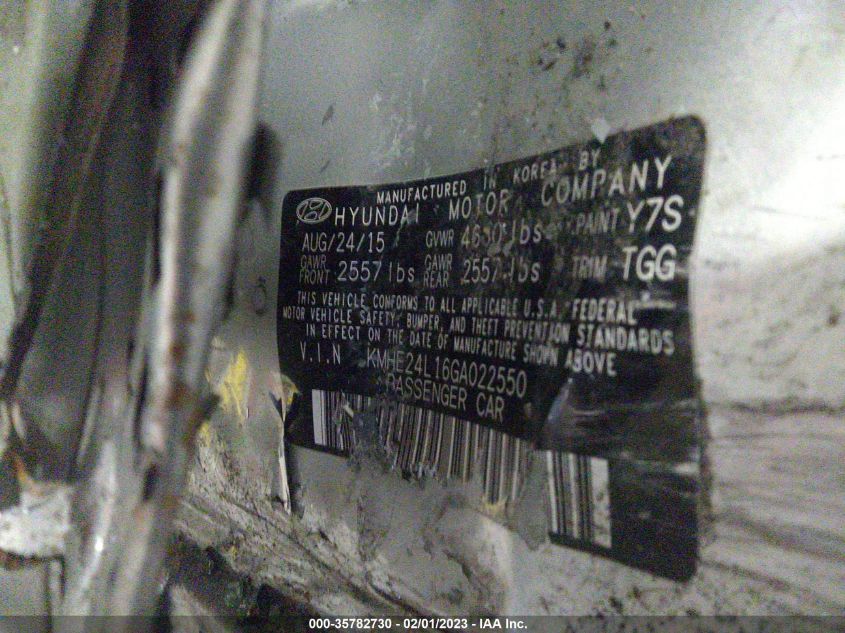 MANUFACTURED IN KOREA BY
HYUNDAI MOTOR COMPANY
AUG/24/15 GVWR lbs PAINT Y7S
GAWR FRONT 2557 lbs GAWR REAR 2557 lbs TRIM TGG
THIS VEHICLE CONFORMS TO ALL APPLICABLE U.S.A. FEDERAL
MOTOR VEHICLE SAFETY, BUMPER, AND THEFT PREVENTION STANDARDS
IN EFFECT ON THE DATE OF MANUFACTURE SHOWN ABOVE
V.I.N KMHE24L16GA022550
PASSENGER CAR
000-35782730 - 02/01/2023 - IAA Inc.